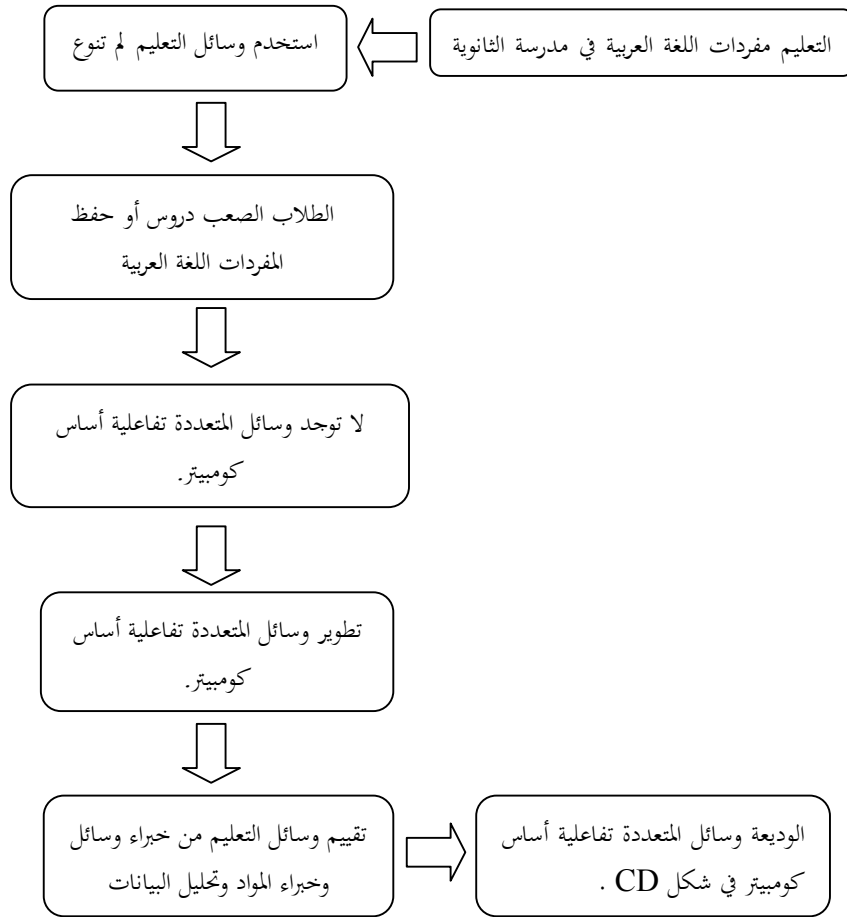 التعليم مفردات اللغة العربية في مدرسة الثانوية
استخدم وسائل التعليم لم تنوع
الطلاب الصعب دروس أو حفظ
المفردات اللغة العربية
لا توجد وسائل المتعددة تفاعلية أساس
كومبيتر.
تطوير وسائل المتعددة تفاعلية أساس
كومبيتر.
تقييم وسائل التعليم من خبراء وسائل
وخبراء المواد وتحليل البيانات
الوديعة وسائل المتعددة تفاعلية أساس
كومبيتر في شكل CD .